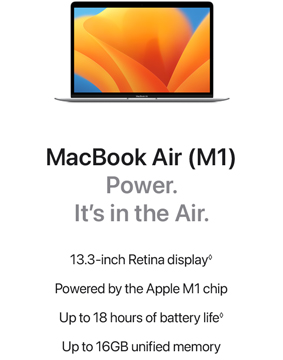 MacBook Air (M1)
Power.
It’s in the Air.
13.3-inch Retina display◊
Powered by the Apple M1 chip
Up to 18 hours of battery life◊
Up to 16GB unified memory